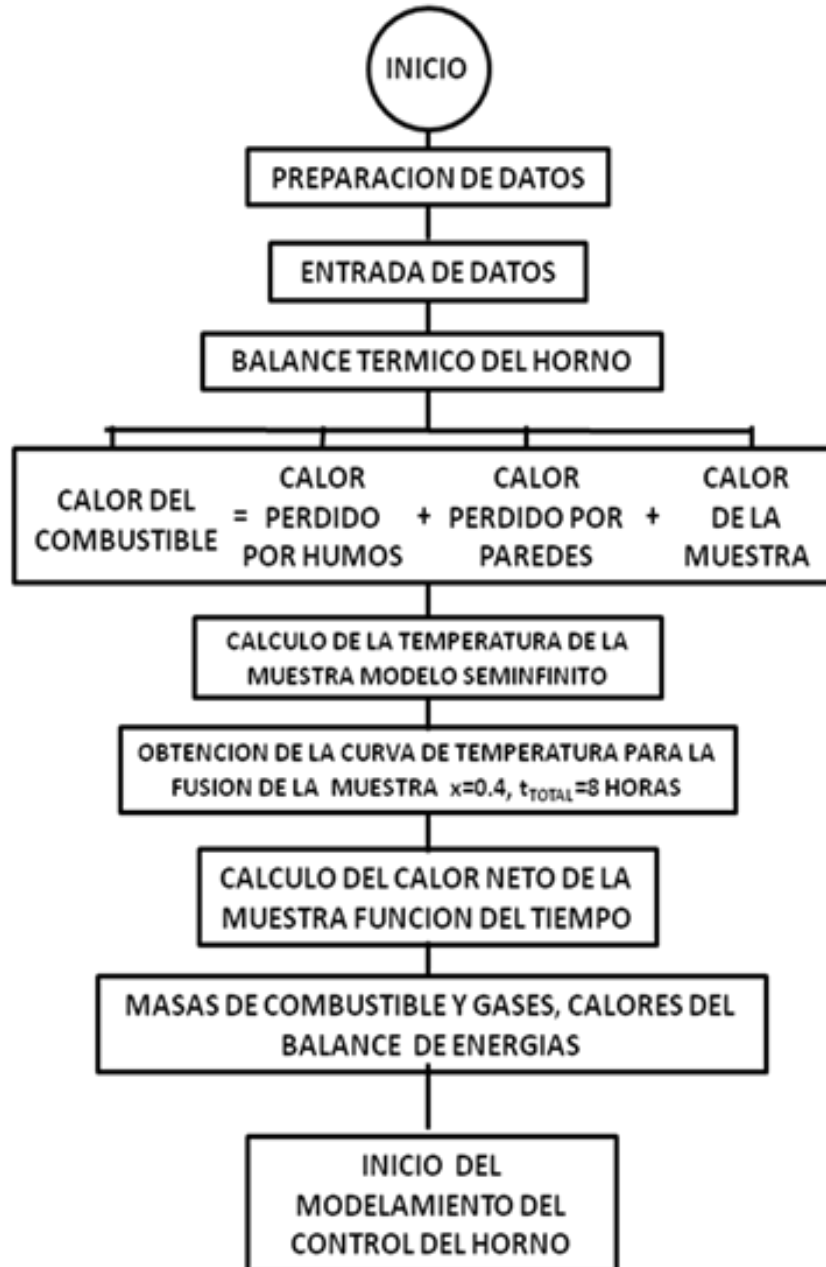 INICIO
PREPARACION DE DATOS
ENTRADA DE DATOS
BALANCE TERMICO DEL HORNO
CALOR DEL
COMBUSTIBLE
=
CALOR
PERDIDO
POR HUMOS
+
CALOR
PERDIDO POR
PAREDES
+
CALOR
DE LA
MUESTRA
CALCULO DE LA TEMPERATURA DE LA
MUESTRA MODELO SEMINFINITO
OBTENCION DE LA CURVA DE TEMPERATURA PARA LA
FUSION DE LA MUESTRA x=0.4, tTOTAL=8 HORAS
CALCULO DEL CALOR NETO DE LA
MUESTRA FUNCION DEL TIEMPO
MASAS DE COMBUSTIBLE Y GASES, CALORES DEL
BALANCE DE ENERGIAS
INICIO DEL
MODELAMIENTO DEL
CONTROL DEL HORNO